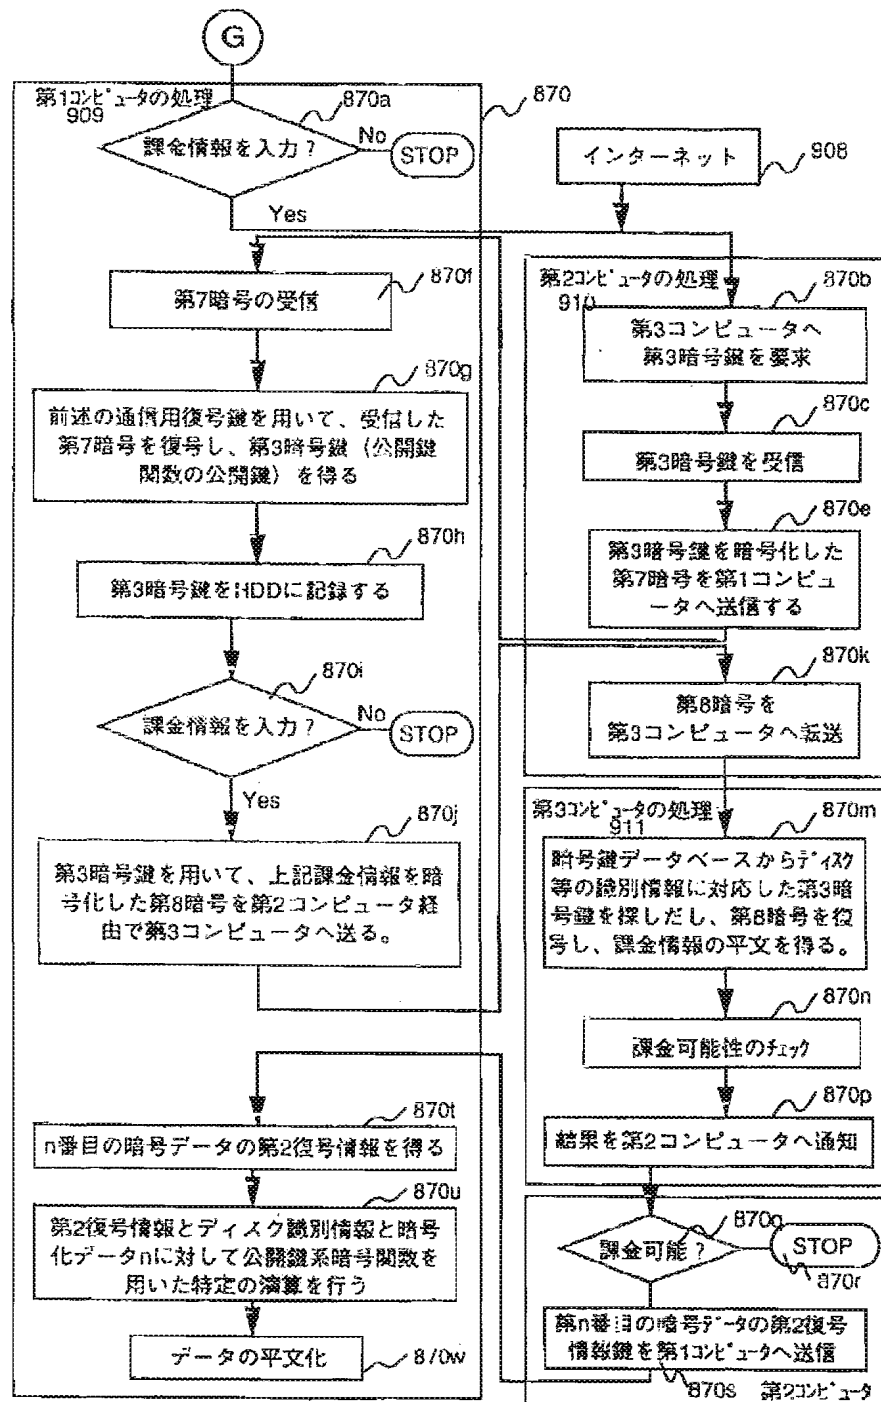 G
第1コンピュータの処理
909
870a
870
課金情報を入力？
No
STOP
インターネット
908
Yes
870f
第7暗号の受信
第2コンピュータの処理
910
870b
第3コンピュータへ
第3暗号鍵を要求
870g
前述の通信用復号鍵を用いて、受信した
第7暗号を復号し、第3暗号鍵（公開鍵
関数の公開鍵）を得る
870c
第3暗号鍵を受信
870e
第3暗号鍵を暗号化した
第7暗号を第1コンピュ
ータへ送信する
870h
第3暗号鍵をHDDに記録する
870k
第8暗号を
第3コンピュータへ転送
870i
課金情報を入力？
No
STOP
Yes
870j
第3暗号鍵を用いて、上記課金情報を暗
号化した第8暗号を第2コンピュータ経
由で第3コンピュータへ送る。
第3コンピュータの処理
911
870m
暗号鍵データベースからディスク
等の識別情報に対応した第3暗
号鍵を探しだし、第8暗号を復
号し、課金情報の平文を得る。
870n
課金可能性のチェック
870p
結果を第2コンピュータへ通知
870t
n番目の暗号データの第2復号情報を得る
870u
第2復号情報とディスク識別情報と暗号
化データnに対して公開鍵系暗号関数を
用いた特定の演算を行う
870q
課金可能？
STOP
870r
第n番目の暗号データの第2復号
情報鍵を第1コンピュータへ送信
870s
第2コンピュータ
データの平文化
870w